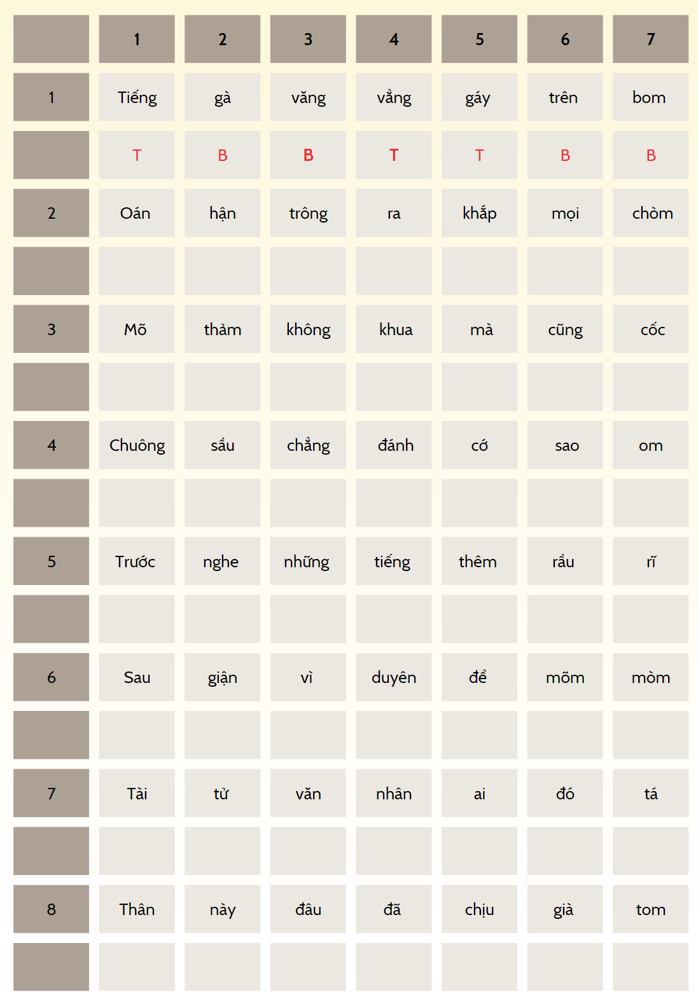 1 2 3 4 5 6 7
1 Tiếng gà văng vẳng gáy trên bom
T B B T T B B
2 Oán hận trông ra khắp mọi chòm
3 Mõ thảm không khua mà cũng cốc
4 Chuông sầu chẳng đánh cớ sao om
5 Trước nghe những tiếng thêm rầu rĩ
6 Sau giận vì duyên để mõm mòm
7 Tài tử văn nhân ai đó tá
8 Thân này đâu đã chịu già tom